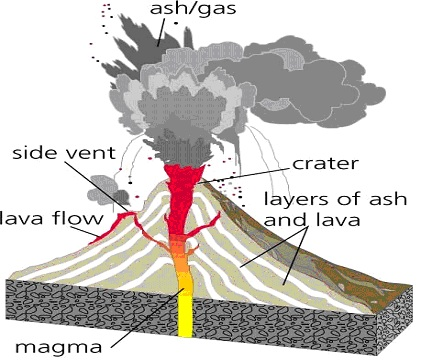 ash/gas
side vent
crater
lava flow
layers of ash
and lava
magma